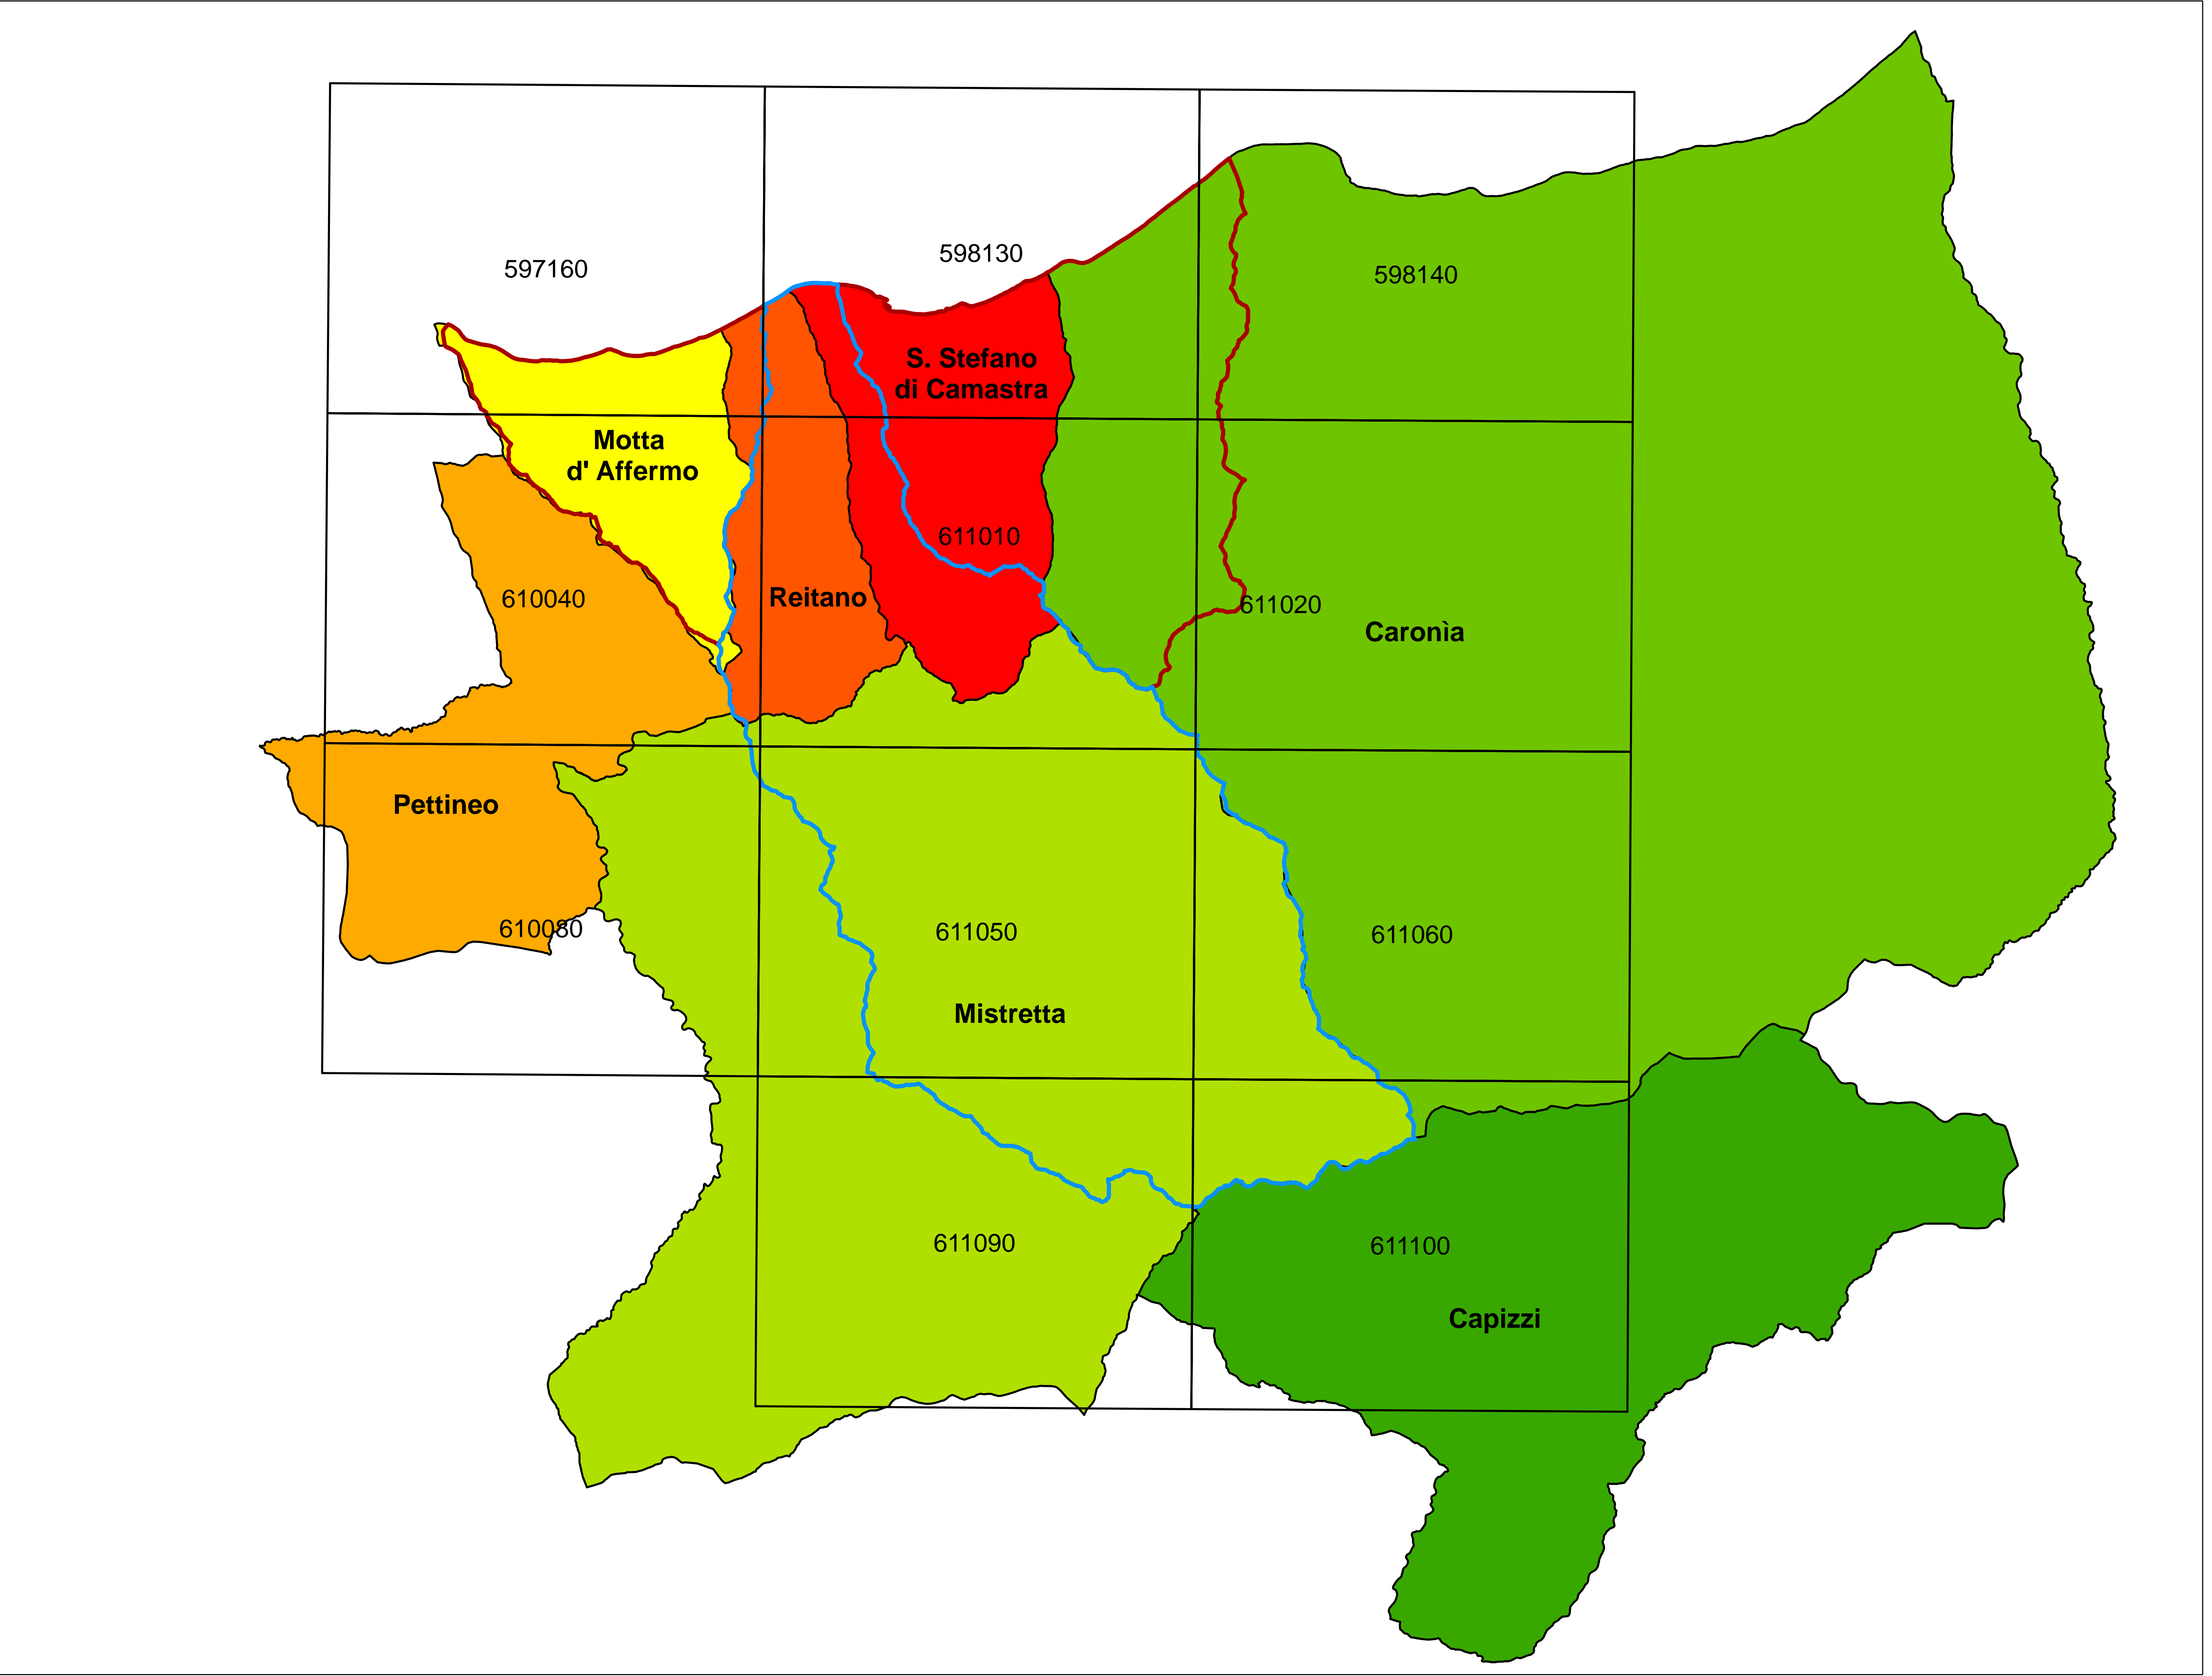 597160
598130
598140
S. Stefano
di Camastra
Motta
d' Affermo
611010
610040
Reitano
611020
Caronìa
Pettineo
610080
611050
611060
Mistretta
611090
611100
Capizzi